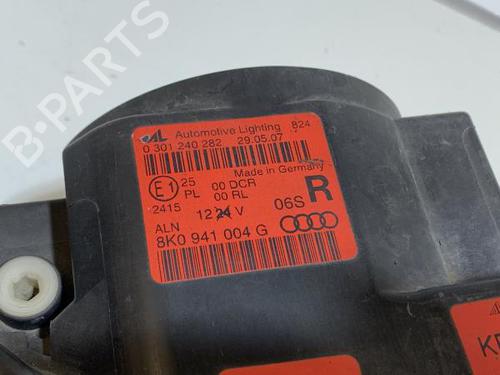 B-PARTS
AL Automotive Lighting 824
0 301 240 282 29.05.07
Made in Germany
E1 25 00 DCR
PL 00 RL
2415 12 24 V 06S R
ALN
8K0 941 004 G